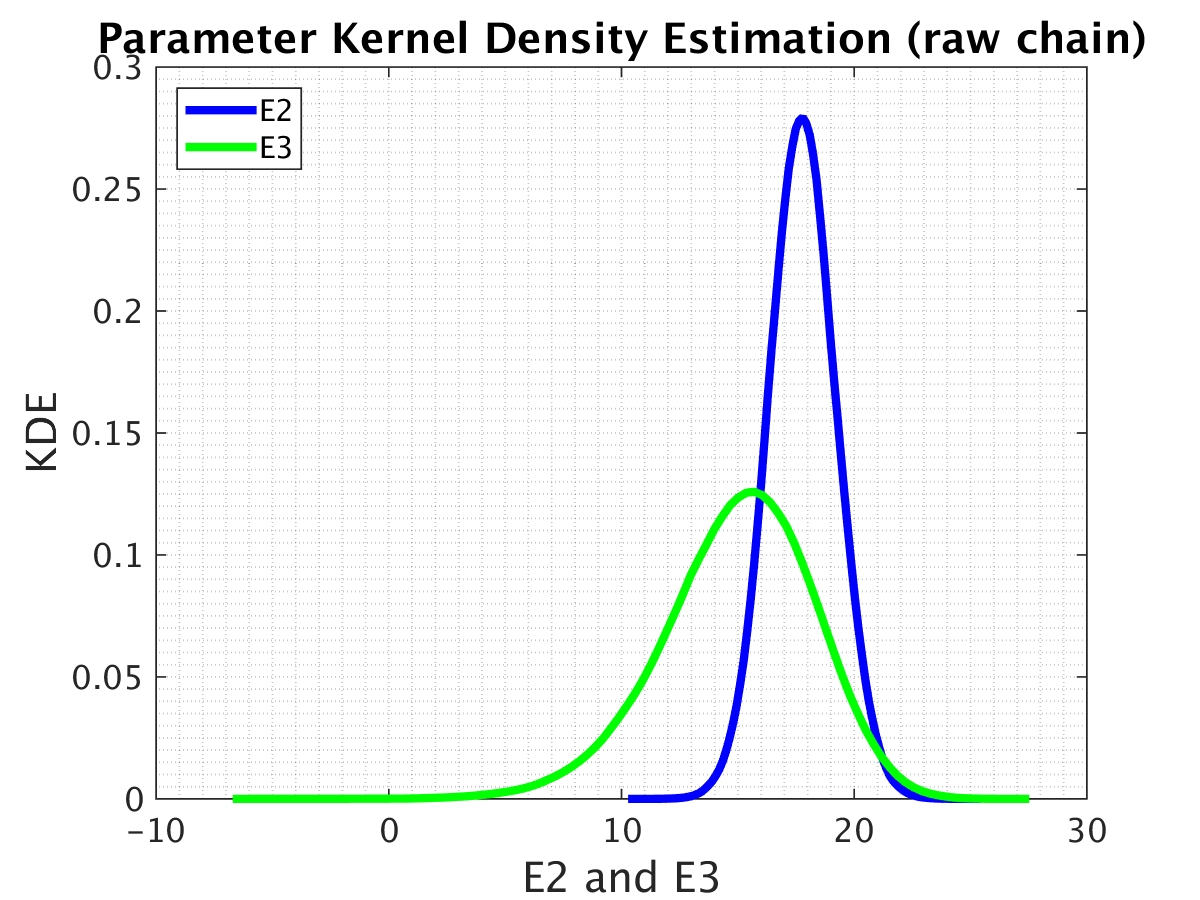 Parameter Kernel Density Estimation (raw chain)
0.3
E2
E3
0.25
0.2
KDE
0.15
0.1
0.05
0
−10
0
10
20
30
E2 and E3